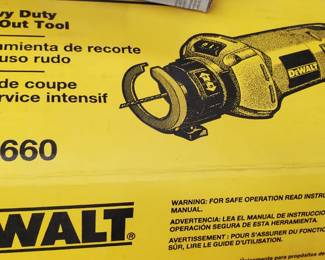 vy Duty
Out Tool
amienta de recorte
uso rudo
de coupe
ervice intensif
DEWALT
660
WALT®
WARNING: FOR SAFE OPERATION READ INSTRU
MANUAL.
ADVERTENCIA: LEA EL MANUAL DE INSTRUCCIO
OPERACIÓN SEGURA DE ESTA HERRAMIENTA.
AVERTISSEMENT : POUR S'ASSURER DU FONCTIO
SÛR, LIRE LE GUIDE D'UTILISATION.